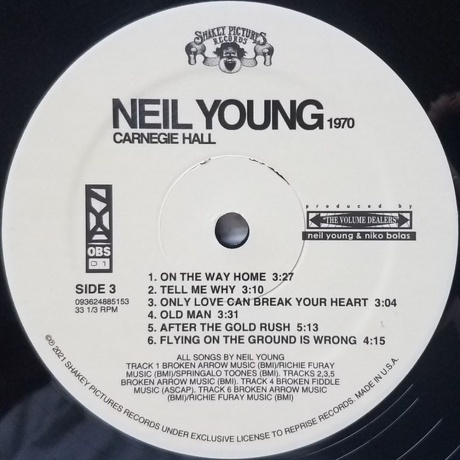 SHAKEY PICTURES
RECORDS
NEIL YOUNG 1970
CARNEGIE HALL
NYA
OBS
01
produced by
"THE VOLUME DEALERS"
neil young & niko bolas
SIDE 3
093624885153
33 1/3 RPM
1. ON THE WAY HOME 3:27
2. TELL ME WHY 3:10
3. ONLY LOVE CAN BREAK YOUR HEART 3:04
4. OLD MAN 3:31
5. AFTER THE GOLD RUSH 5:13
6. FLYING ON THE GROUND IS WRONG 4:15
ALL SONGS BY NEIL YOUNG
TRACK 1 BROKEN ARROW MUSIC (BMI)/RICHIE FURAY
MUSIC (BMI)/SPRINGALO TOONES (BMI). TRACKS 2,3,5
BROKEN ARROW MUSIC (BMI). TRACK 4 BROKEN FIDDLE
MUSIC (ASCAP). TRACK 6 BROKEN ARROW MUSIC
(BMI)/RICHIE FURAY MUSIC (BMI)
©℗ 2021 SHAKEY PICTURES RECORDS UNDER EXCLUSIVE LICENSE TO REPRISE RECORDS. MADE IN U.S.A.